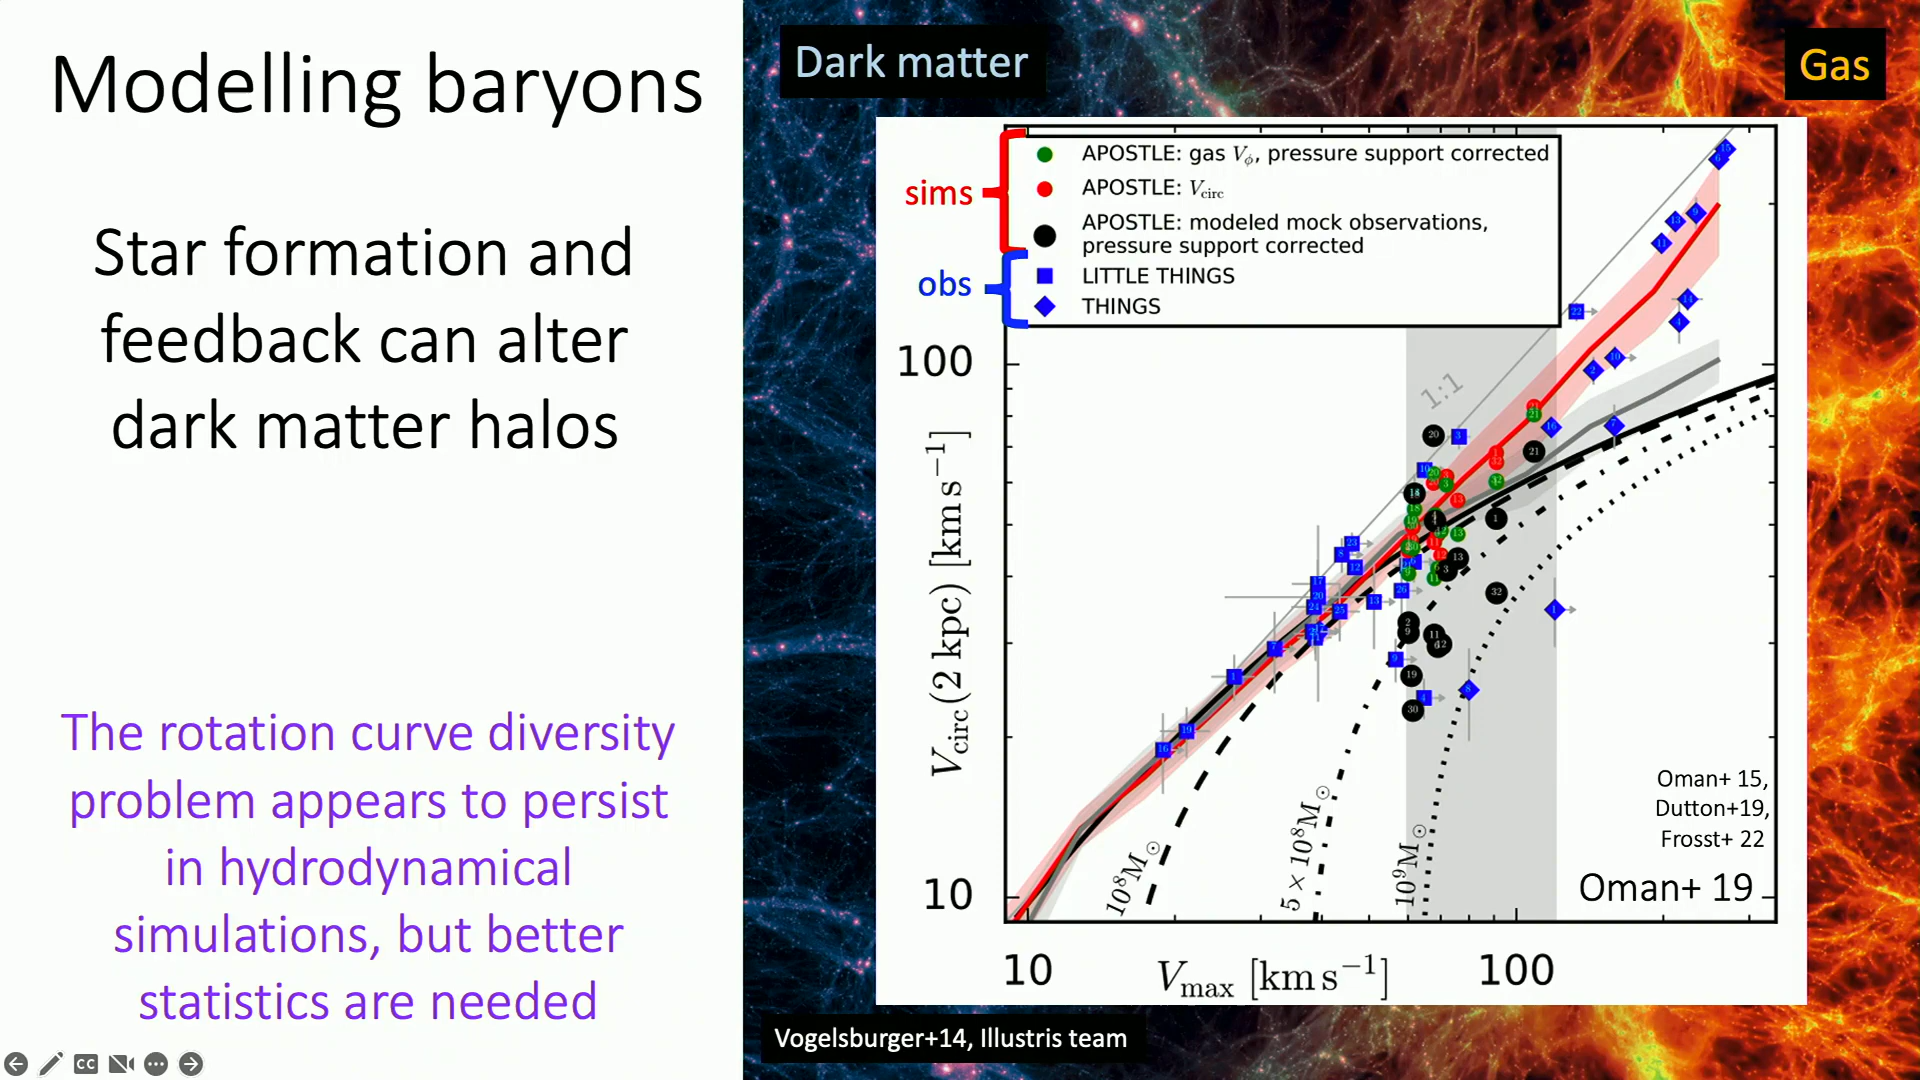 Modelling baryons
Star formation and
feedback can alter
dark matter halos
The rotation curve diversity
problem appears to persist
in hydrodynamical
simulations, but better
statistics are needed
Dark matter
Gas
sims
obs
APOSTLE: gas Vϕ, pressure support corrected
APOSTLE: Vcirc
APOSTLE: modeled mock observations,
pressure support corrected
LITTLE THINGS
THINGS
1:1
100
10
Vcirc(2 kpc) [km s−1]
10⁸M☉
5 × 10⁸M☉
10⁹M☉
Oman+ 15,
Dutton+19,
Frosst+ 22
Oman+ 19
10
Vmax [km s−1]
100
Vogelsburger+14, Illustris team
CC